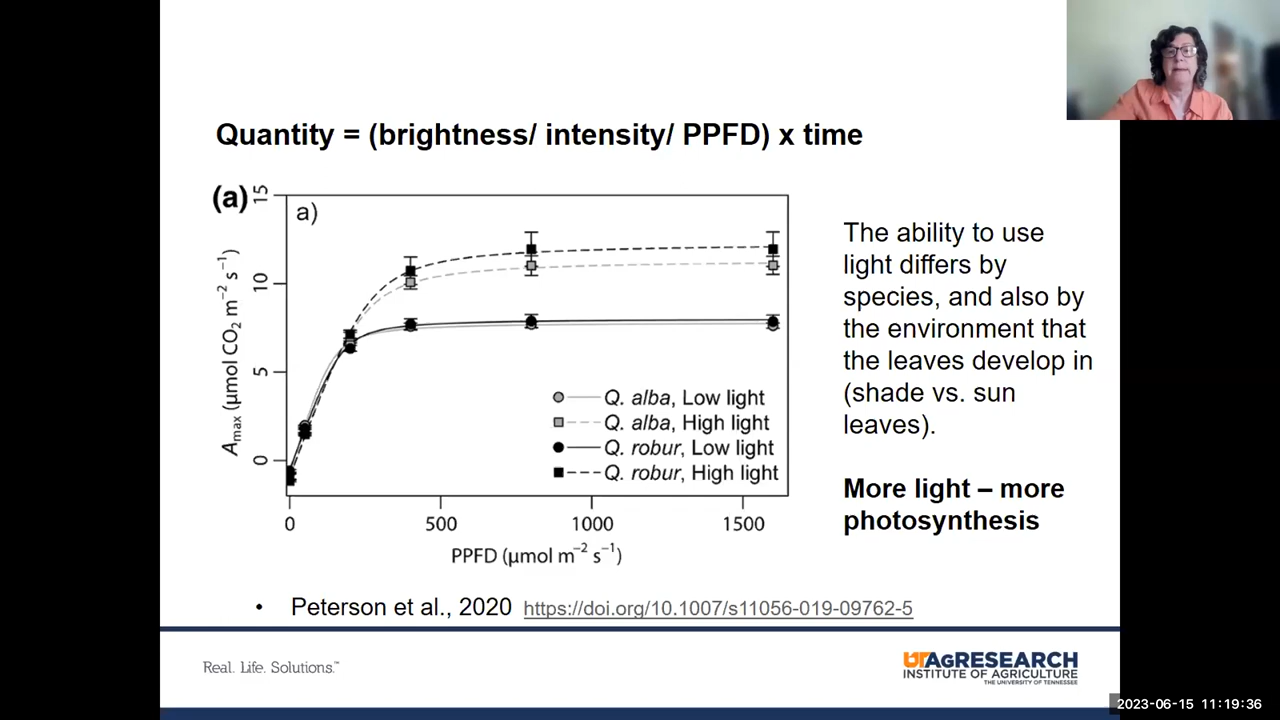 Quantity = (brightness/ intensity/ PPFD) x time
(a)
a)
15
10
5
0
Amax (µmol CO2 m−2 s−1)
Q. alba, Low light
Q. alba, High light
Q. robur, Low light
Q. robur, High light
0 500 1000 1500
PPFD (µmol m−2 s−1)
The ability to use
light differs by
species, and also by
the environment that
the leaves develop in
(shade vs. sun
leaves).
More light – more
photosynthesis
• Peterson et al., 2020 https://doi.org/10.1007/s11056-019-09762-5
Real. Life. Solutions.™
UT AGRESEARCH
INSTITUTE OF AGRICULTURE
THE UNIVERSITY OF TENNESSEE
2023-06-15 11:19:36